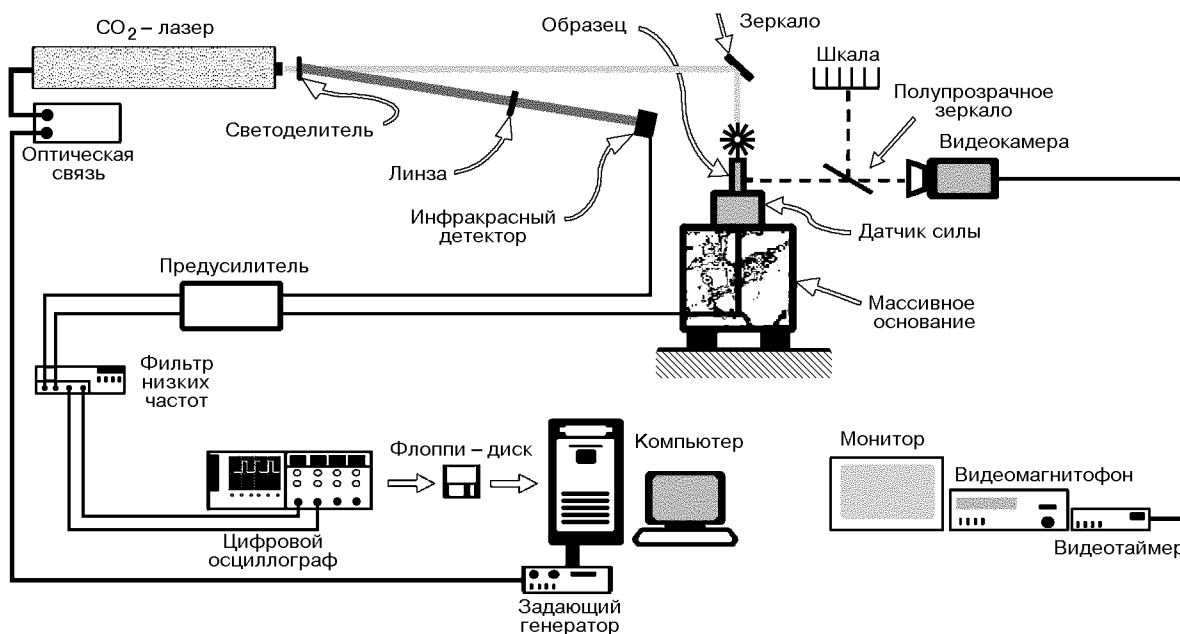 CO₂ – лазер
Образец
Зеркало
Шкала
Полупрозрачное
зеркало
Видеокамера
Светоделитель
Оптическая
связь
Линза
Инфракрасный
детектор
Датчик силы
Предусилитель
Массивное
основание
Фильтр
низких
частот
Флоппи – диск
Компьютер
Монитор
Видеомагнитофон
Цифровой
осциллограф
Видеотаймер
Задающий
генератор